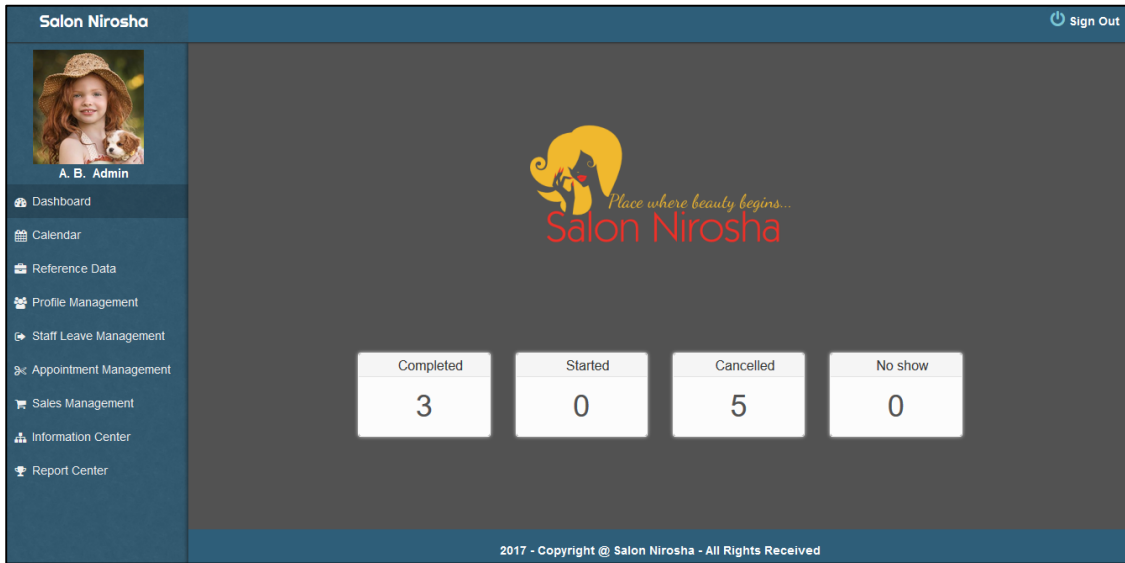 Salon Nirosha
Sign Out
A. B. Admin
Dashboard
Calendar
Reference Data
Profile Management
Staff Leave Management
Appointment Management
Sales Management
Information Center
Report Center
Place where beauty begins...
Salon Nirosha
Completed
Started
Cancelled
No show
3
0
5
0
2017 - Copyright @ Salon Nirosha - All Rights Received